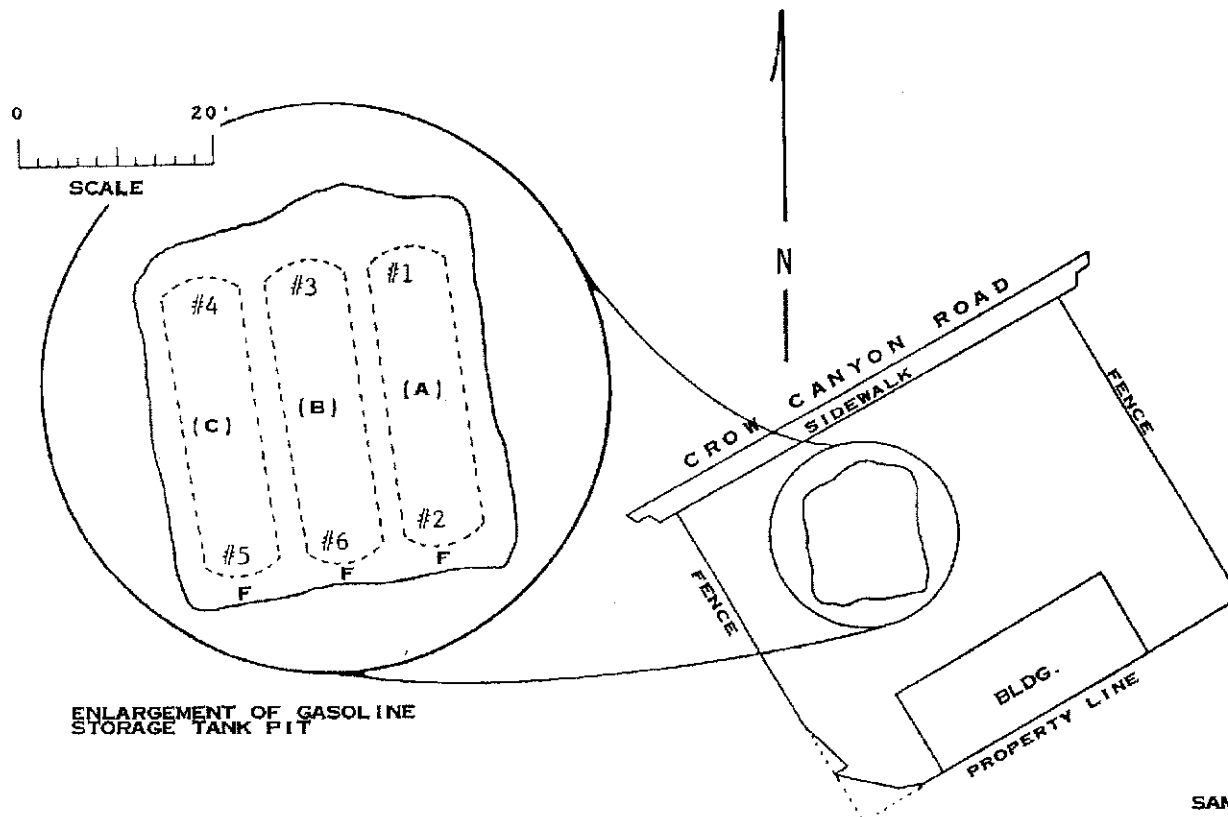 0 20'
SCALE
N
#4 #3 #1
(C) (B) (A)
#5 #6 #2
F F F
ENLARGEMENT OF GASOLINE
STORAGE TANK PIT
CROW CANYON ROAD
SIDEWALK
FENCE
FENCE
BLDG.
PROPERTY LINE
SAM